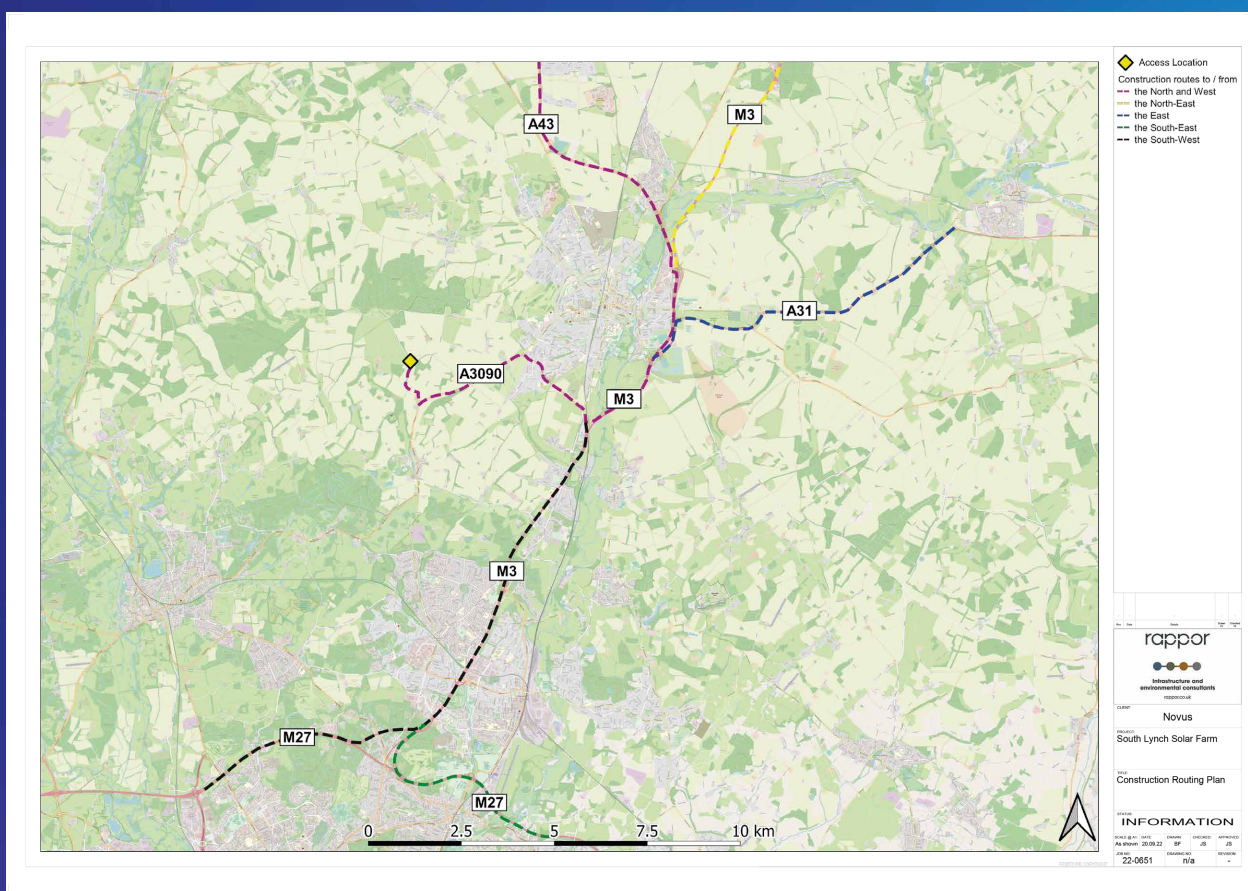 Access Location
Construction routes to / from
the North and West
the North-East
the East
the South-East
the South-West
A43
M3
A31
A3090
M3
M3
M27
M27
0 2.5 5 7.5 10 km
rappor
Infrastructure and
environmental consultants
rappor.co.uk
CLIENT
Novus
PROJECT
South Lynch Solar Farm
TITLE
Construction Routing Plan
STATUS
INFORMATION
SCALE @ A1 DATE DRAWN CHECKED APPROVED
As shown 20.09.22 BF JS JS
JOB NO. DRAWING NO. REVISION
22-0651 n/a -